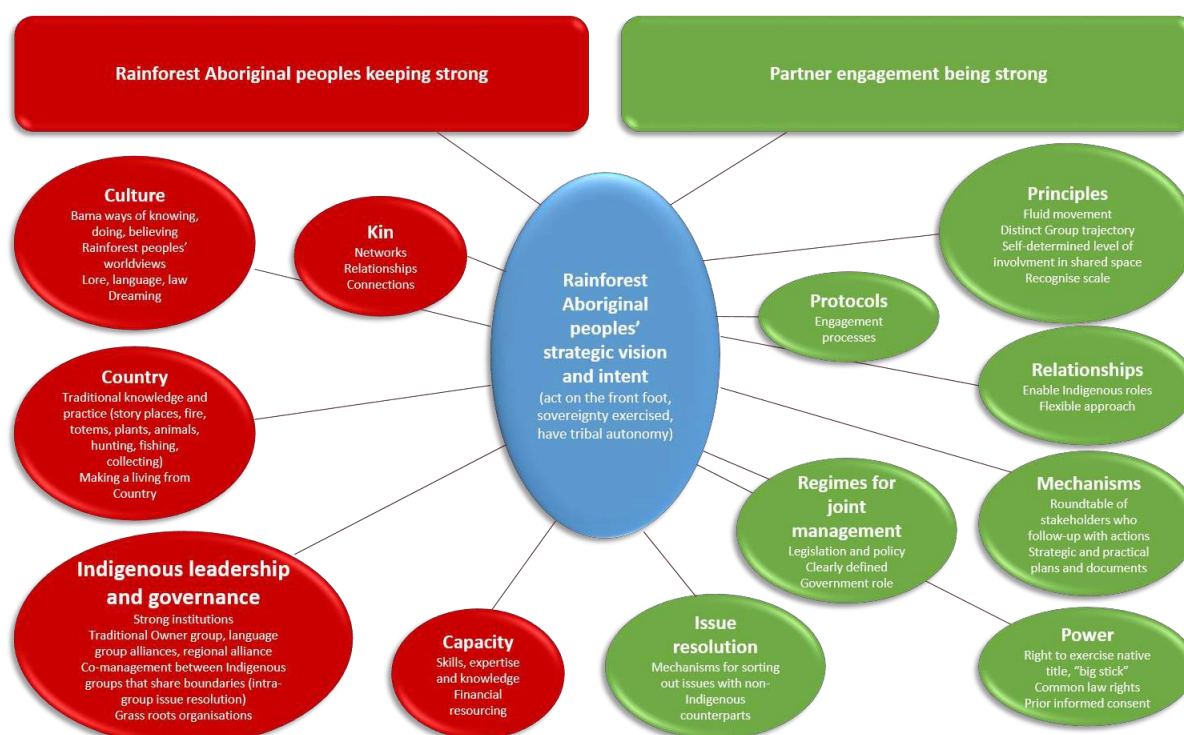 Rainforest Aboriginal peoples keeping strong
Partner engagement being strong
Culture
Bama ways of knowing,
doing, believing
Rainforest peoples'
worldviews
Lore, language, law
Dreaming
Kin
Networks
Relationships
Connections
Country
Traditional knowledge and
practice (story places, fire,
totems, plants, animals,
hunting, fishing,
collecting)
Making a living from
Country
Indigenous leadership
and governance
Strong institutions
Traditional Owner group, language
group alliances, regional alliance
Co-management between Indigenous
groups that share boundaries (intra-
group issue resolution)
Grass roots organisations
Capacity
Skills, expertise
and knowledge
Financial
resourcing
Rainforest
Aboriginal
peoples'
strategic vision
and intent
(act on the front foot,
sovereignty exercised,
have tribal autonomy)
Principles
Fluid movement
Distinct Group trajectory
Self-determined level of
involvment in shared space
Recognise scale
Protocols
Engagement
processes
Relationships
Enable Indigenous roles
Flexible approach
Mechanisms
Roundtable of
stakeholders who
follow-up with actions
Strategic and practical
plans and documents
Regimes for
joint
management
Legislation and policy
Clearly defined
Government role
Issue
resolution
Mechanisms for sorting
out issues with non-
Indigenous
counterparts
Power
Right to exercise native
title, "big stick"
Common law rights
Prior informed consent